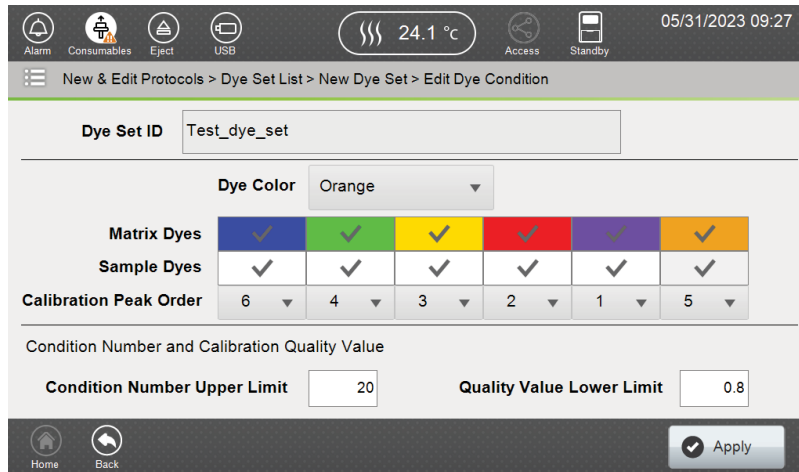 24.1 °c
05/31/2023 09:27
Alarm Consumables Eject USB Access Standby
New & Edit Protocols > Dye Set List > New Dye Set > Edit Dye Condition
Dye Set ID Test_dye_set
Dye Color Orange
Matrix Dyes
Sample Dyes
Calibration Peak Order 6 4 3 2 1 5
Condition Number and Calibration Quality Value
Condition Number Upper Limit 20 Quality Value Lower Limit 0.8
Apply
Home Back